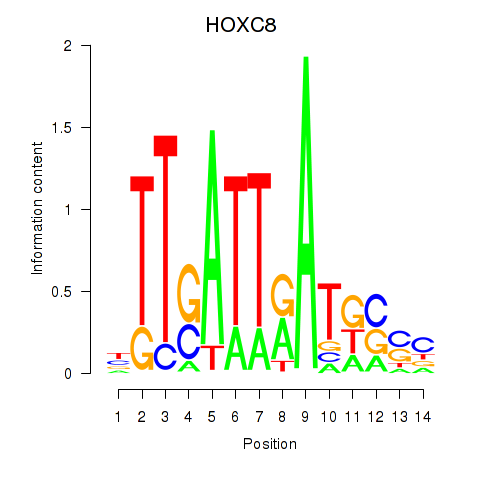 HOXC8
2
1.5
1
0.5
0
Information content
T C G A
T G
T C
G C A
A T
T A
T A
G A T
A
T G C A
G T A
C G A
C G T A
C T G A
1 2 3 4 5 6 7 8 9 10 11 12 13 14
Position